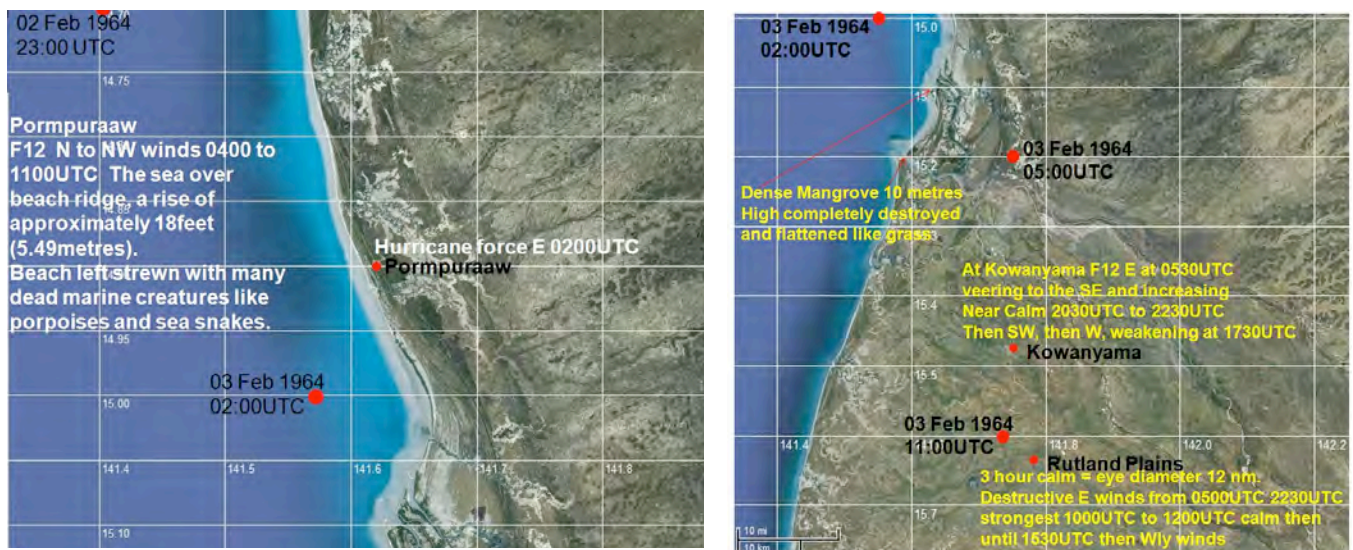 02 Feb 1964
23:00 UTC
14.75
Pormpuraaw
F12 N to NW winds 0400 to
1100UTC The sea over
beach ridge, a rise of
approximately 18feet
(5.49metres).
Beach left strewn with many
dead marine creatures like
porpoises and sea snakes.
Hurricane force E 0200UTC
Pormpuraaw
14.95
03 Feb 1964
02:00UTC
15.00
141.4
141.5
141.6
141.7
141.8
15.10
03 Feb 1964
02:00UTC
15.0
03 Feb 1964
05:00UTC
15.2
Dense Mangrove 10 metres
High completely destroyed
and flattened like grass
At Kowanyama F12 E at 0530UTC
veering to the SE and increasing
Near Calm 2030UTC to 2230UTC
Then SW, then W, weakening at 1730UTC
15.4
Kowanyama
15.5
03 Feb 1964
11:00UTC
141.4
141.8
142.0
142.2
Rutland Plains
3 hour calm = eye diameter 12 nm.
Destructive E winds from 0500UTC 2230UTC
strongest 1000UTC to 1200UTC calm then
until 1530UTC then Wly winds
15.7
10 mi
10 km